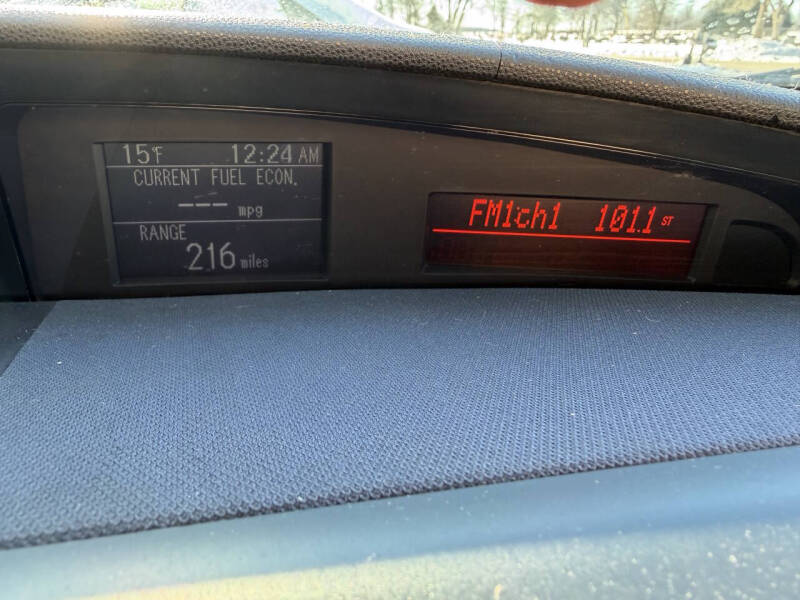 15°F 12:24 AM
CURRENT FUEL ECON.
--- mpg
RANGE
216 miles
FM1ch1 101.1 ST